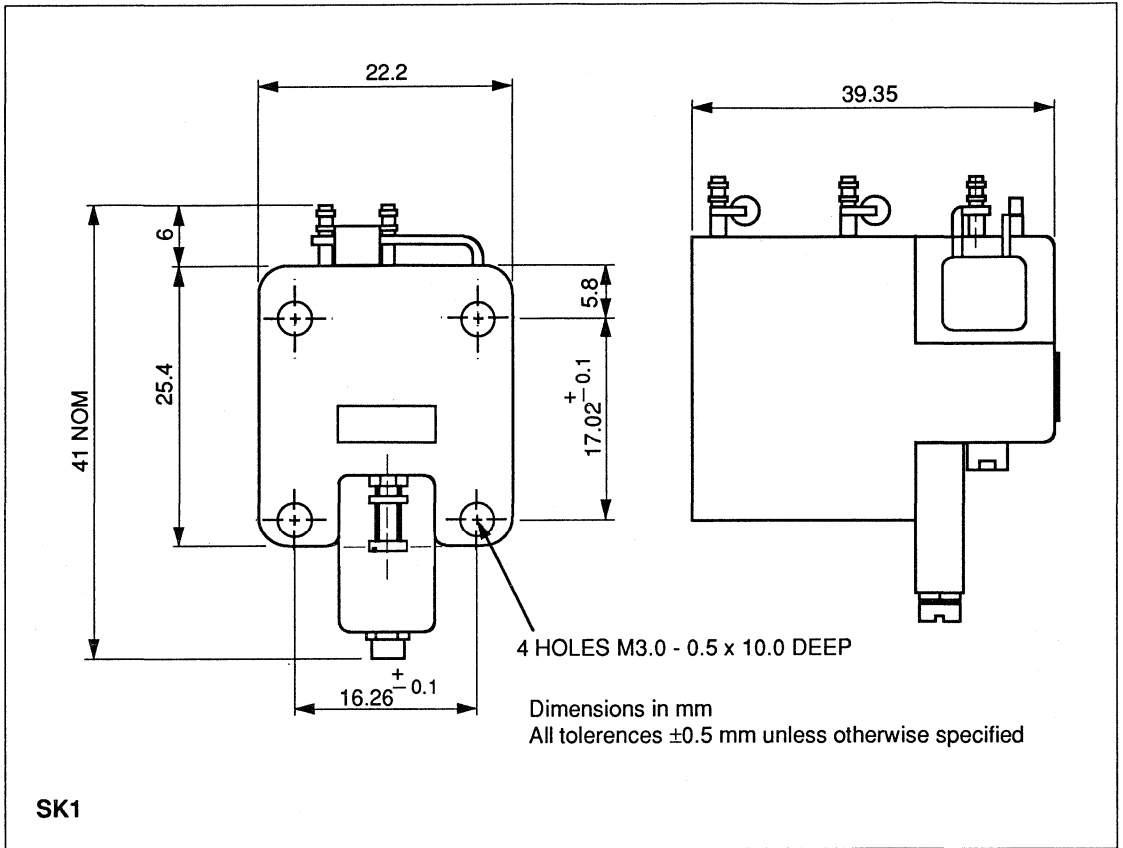 22.2
39.35
6
5.8
25.4
41 NOM
17.02 ± 0.1
4 HOLES M3.0 - 0.5 x 10.0 DEEP
16.26 ± 0.1
Dimensions in mm
All tolerences ±0.5 mm unless otherwise specified
SK1